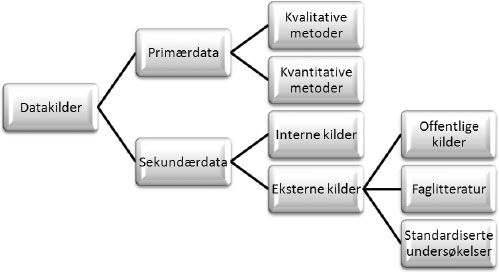 Datakilder
Primærdata
Kvalitative
metoder
Kvantitative
metoder
Sekundærdata
Interne kilder
Eksterne kilder
Offentlige
kilder
Faglitteratur
Standardiserte
undersøkelser